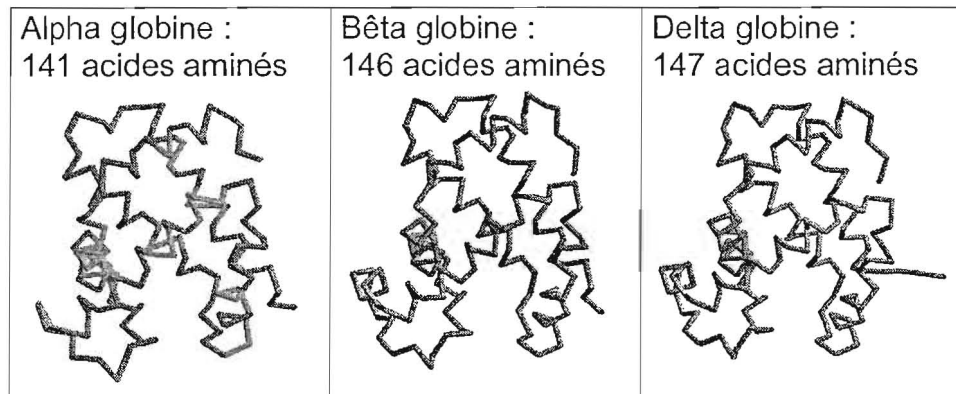 Alpha globine :
141 acides aminés
Bêta globine :
146 acides aminés
Delta globine :
147 acides aminés